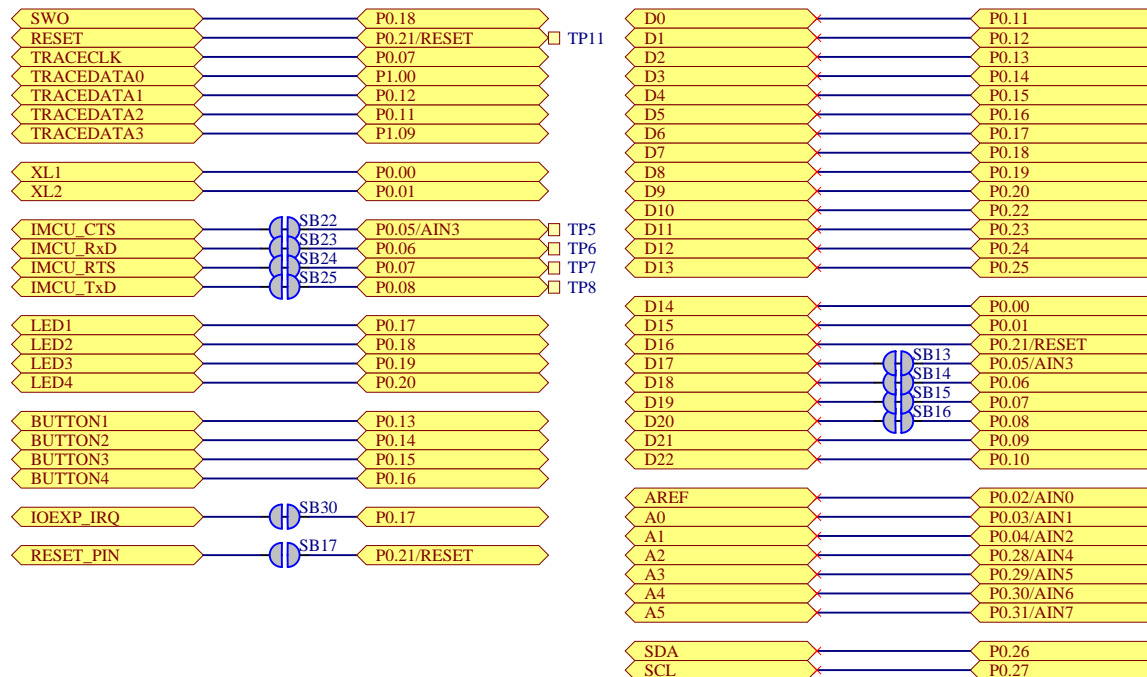 SWO P0.18
RESET P0.21/RESET TP11
TRACECLK P0.07
TRACEDATA0 P1.00
TRACEDATA1 P0.12
TRACEDATA2 P0.11
TRACEDATA3 P1.09
XL1 P0.00
XL2 P0.01
IMCU_CTS SB22 P0.05/AIN3 TP5
IMCU_RxD SB23 P0.06 TP6
IMCU_RTS SB24 P0.07 TP7
IMCU_TxD SB25 P0.08 TP8
LED1 P0.17
LED2 P0.18
LED3 P0.19
LED4 P0.20
BUTTON1 P0.13
BUTTON2 P0.14
BUTTON3 P0.15
BUTTON4 P0.16
IOEXP_IRQ SB30 P0.17
RESET_PIN SB17 P0.21/RESET
D0 P0.11
D1 P0.12
D2 P0.13
D3 P0.14
D4 P0.15
D5 P0.16
D6 P0.17
D7 P0.18
D8 P0.19
D9 P0.20
D10 P0.22
D11 P0.23
D12 P0.24
D13 P0.25
D14 P0.00
D15 P0.01
D16 P0.21/RESET
D17 SB13 P0.05/AIN3
D18 SB14 P0.06
D19 SB15 P0.07
D20 SB16 P0.08
D21 P0.09
D22 P0.10
AREF P0.02/AIN0
A0 P0.03/AIN1
A1 P0.04/AIN2
A2 P0.28/AIN4
A3 P0.29/AIN5
A4 P0.30/AIN6
A5 P0.31/AIN7
SDA P0.26
SCL P0.27